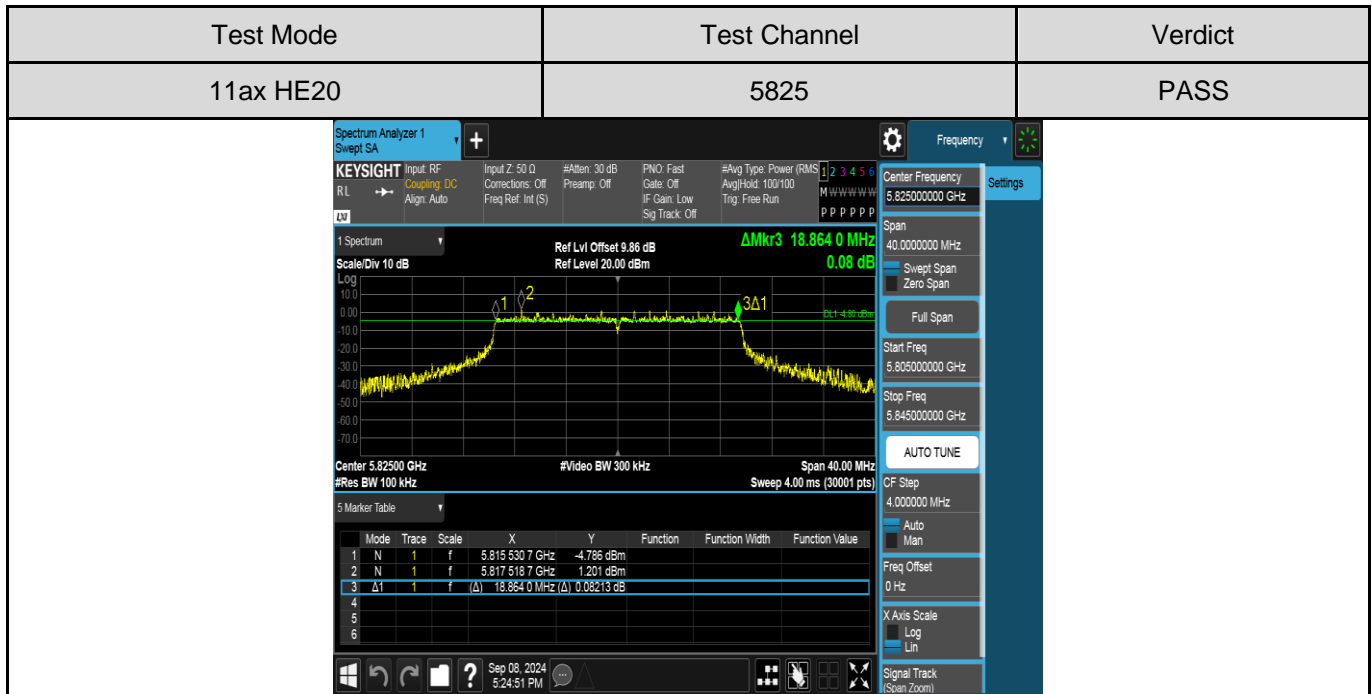 Test Mode Test Channel Verdict
11ax HE20 5825 PASS
Spectrum Analyzer 1
Swept SA
+
Frequency
KEYSIGHT Input: RF Input Z: 50 Ω #Atten: 30 dB PNO: Fast #Avg Type: Power (RMS 1 2 3 4 5 6
RL Coupling: DC Corrections: Off Preamp: Off Gate: Off Avg|Hold: 100/100 M W W W W W
Align: Auto Freq Ref: Int (S) IF Gain: Low Trig: Free Run
LXI Sig Track: Off P P P P P P
1 Spectrum Ref Lvl Offset 9.86 dB ΔMkr3 18.864 0 MHz
Scale/Div 10 dB Ref Level 20.00 dBm 0.08 dB
Log
10.0
0.00
-10.0
-20.0
-30.0
-40.0
-50.0
-60.0
-70.0
1 2 3Δ1
DL1 -4.80 dBm
Center 5.82500 GHz #Video BW 300 kHz Span 40.00 MHz
#Res BW 100 kHz Sweep 4.00 ms (30001 pts)
5 Marker Table
Mode Trace Scale X Y Function Function Width Function Value
1 N 1 f 5.815 530 7 GHz -4.786 dBm
2 N 1 f 5.817 518 7 GHz 1.201 dBm
3 Δ1 1 f (Δ) 18.864 0 MHz (Δ) 0.08213 dB
4
5
6
?
Sep 08, 2024
5:24:51 PM
Center Frequency
5.825000000 GHz
Settings
Span
40.0000000 MHz
Swept Span
Zero Span
Full Span
Start Freq
5.805000000 GHz
Stop Freq
5.845000000 GHz
AUTO TUNE
CF Step
4.000000 MHz
Auto
Man
Freq Offset
0 Hz
X Axis Scale
Log
Lin
Signal Track
(Span Zoom)